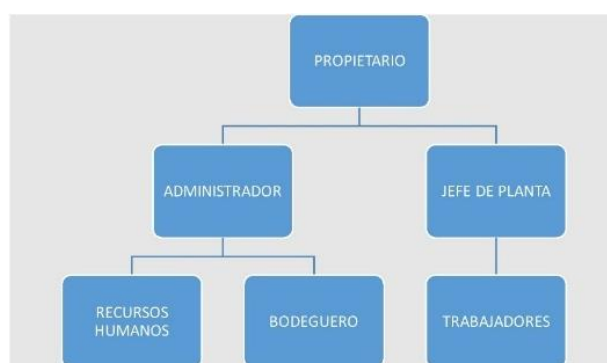 PROPIETARIO
ADMINISTRADOR
JEFE DE PLANTA
RECURSOS
HUMANOS
BODEGUERO
TRABAJADORES